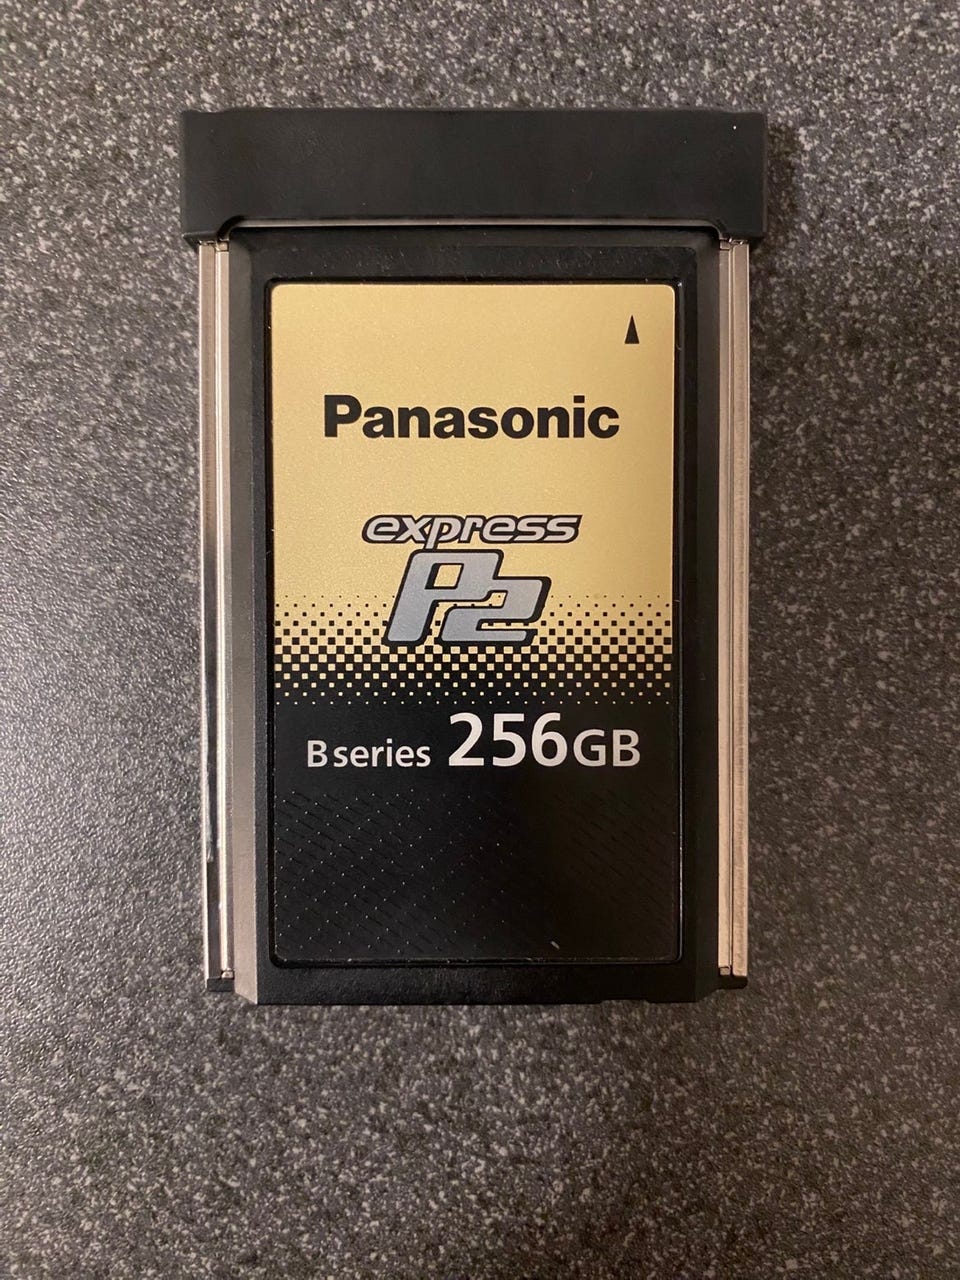 Panasonic
express
P2
B series 256GB